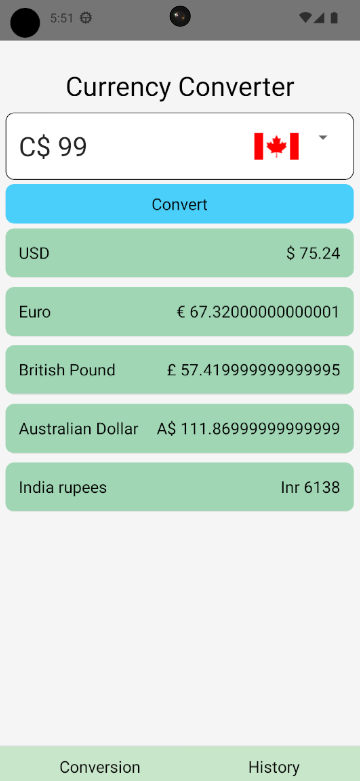 5:51
Currency Converter
C$ 99
Convert
USD $ 75.24
Euro € 67.32000000000001
British Pound £ 57.419999999999995
Australian Dollar A$ 111.86999999999999
India rupees Inr 6138
Conversion History